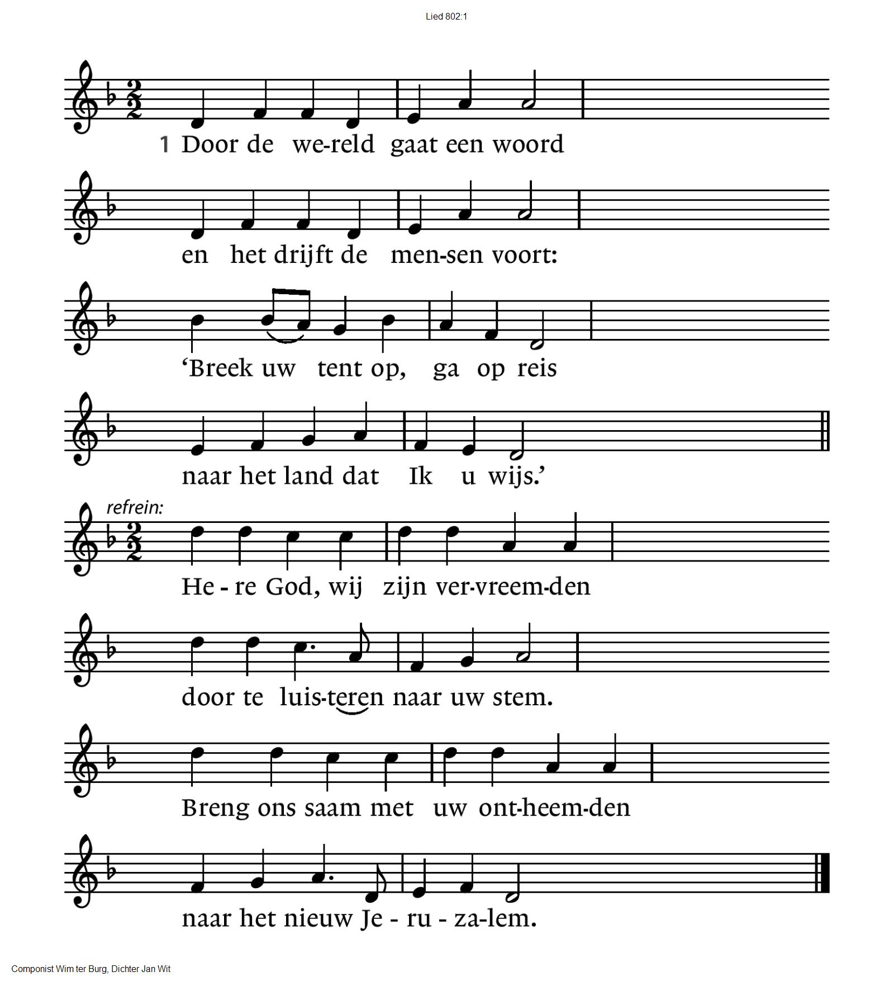 Lied 802:1
1 Door de we-reld gaat een woord
en het drijft de men-sen voort:
‘Breek uw tent op, ga op reis
naar het land dat Ik u wijs.’
refrein:
He - re God, wij zijn ver-vreem-den
door te luis-teren naar uw stem.
Breng ons saam met uw ont-heem-den
naar het nieuw Je - ru - za-lem.
Componist Wim ter Burg, Dichter Jan Wit